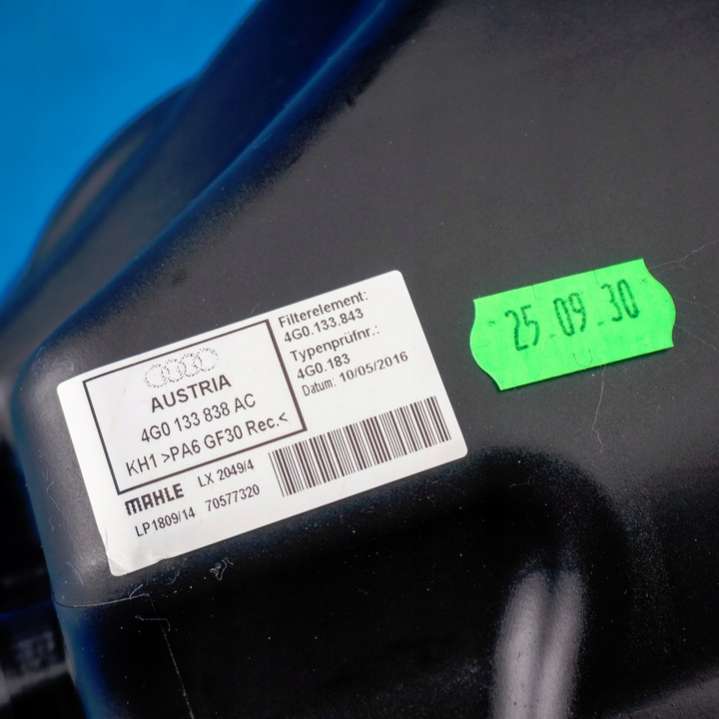 AUSTRIA
4G0 133 838 AC
KH1 >PA6 GF30 Rec.<
Filterelement:
4G0.133.843
Typenprüfnr.:
4G0.183
Datum: 10/05/2016
MAHLE LX 2049/4
LP1809/14 70577320
25.09.30